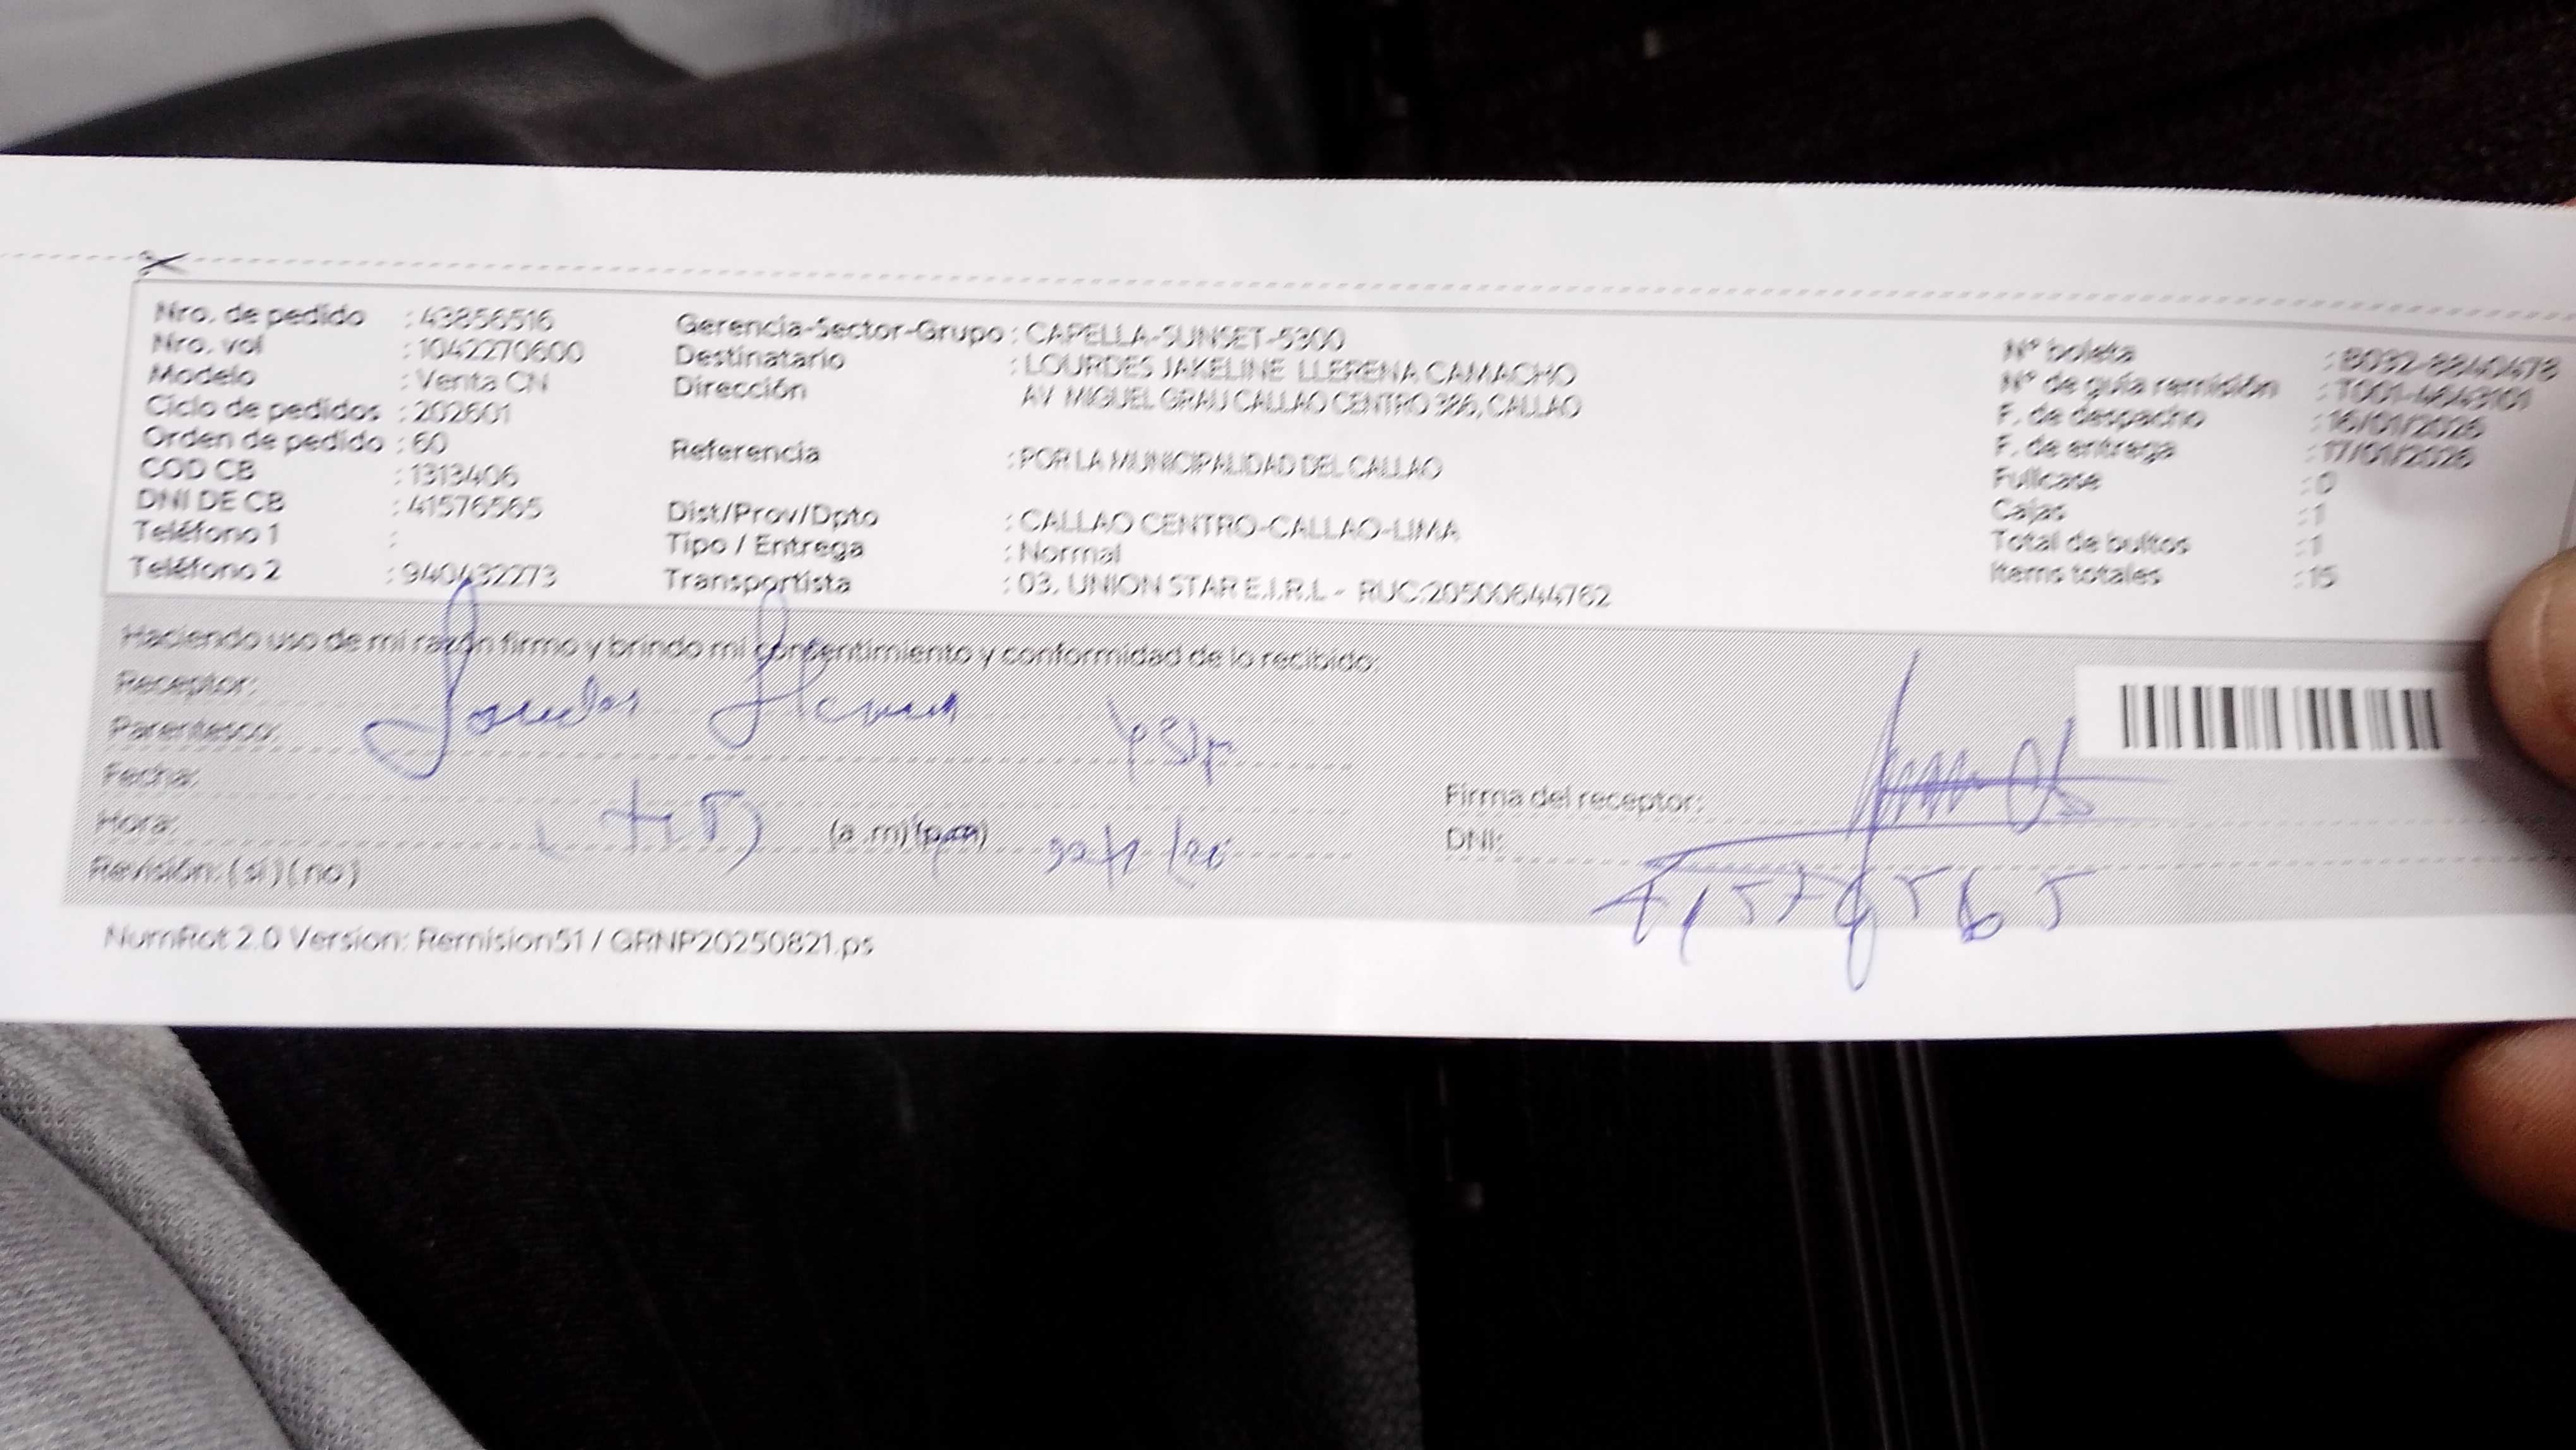 Nro. de pedido : 43856516
Nro. vol : 1042270600
Modelo : Venta CN
Ciclo de pedidos : 202601
Orden de pedido : 60
COD CB : 1313406
DNI DE CB : 41576565
Teléfono 1 :
Teléfono 2 : 940432273
Gerencia-Sector-Grupo : CAPELLA-SUNSET-5300
Destinatario : LOURDES JAKELINE LLERENA CAMACHO
Dirección AV MIGUEL GRAU CALLAO CENTRO 386, CALLAO
Referencia : POR LA MUNICIPALIDAD DEL CALLAO
Dist/Prov/Dpto : CALLAO CENTRO-CALLAO-LIMA
Tipo / Entrega : Normal
Transportista : 03. UNION STAR E.I.R.L - RUC:20500644762
N° boleta
N° de guía remisión
F. de despacho : 16/01/2026
F. de entrega : 17/01/2026
Fullcase : 0
Cajas : 1
Total de bultos : 1
Items totales : 15
Haciendo uso de mi razón firmo y brindo mi consentimiento y conformidad de lo recibido:
Receptor: Lourdes Llerena
Parentesco:
Fecha:
Hora: (a .m) (p.m)
Revisión: ( si ) ( no )
Firma del receptor:
DNI: 41576565
NumRot 2.0 Version: Remision51 / GRNP20250821.ps